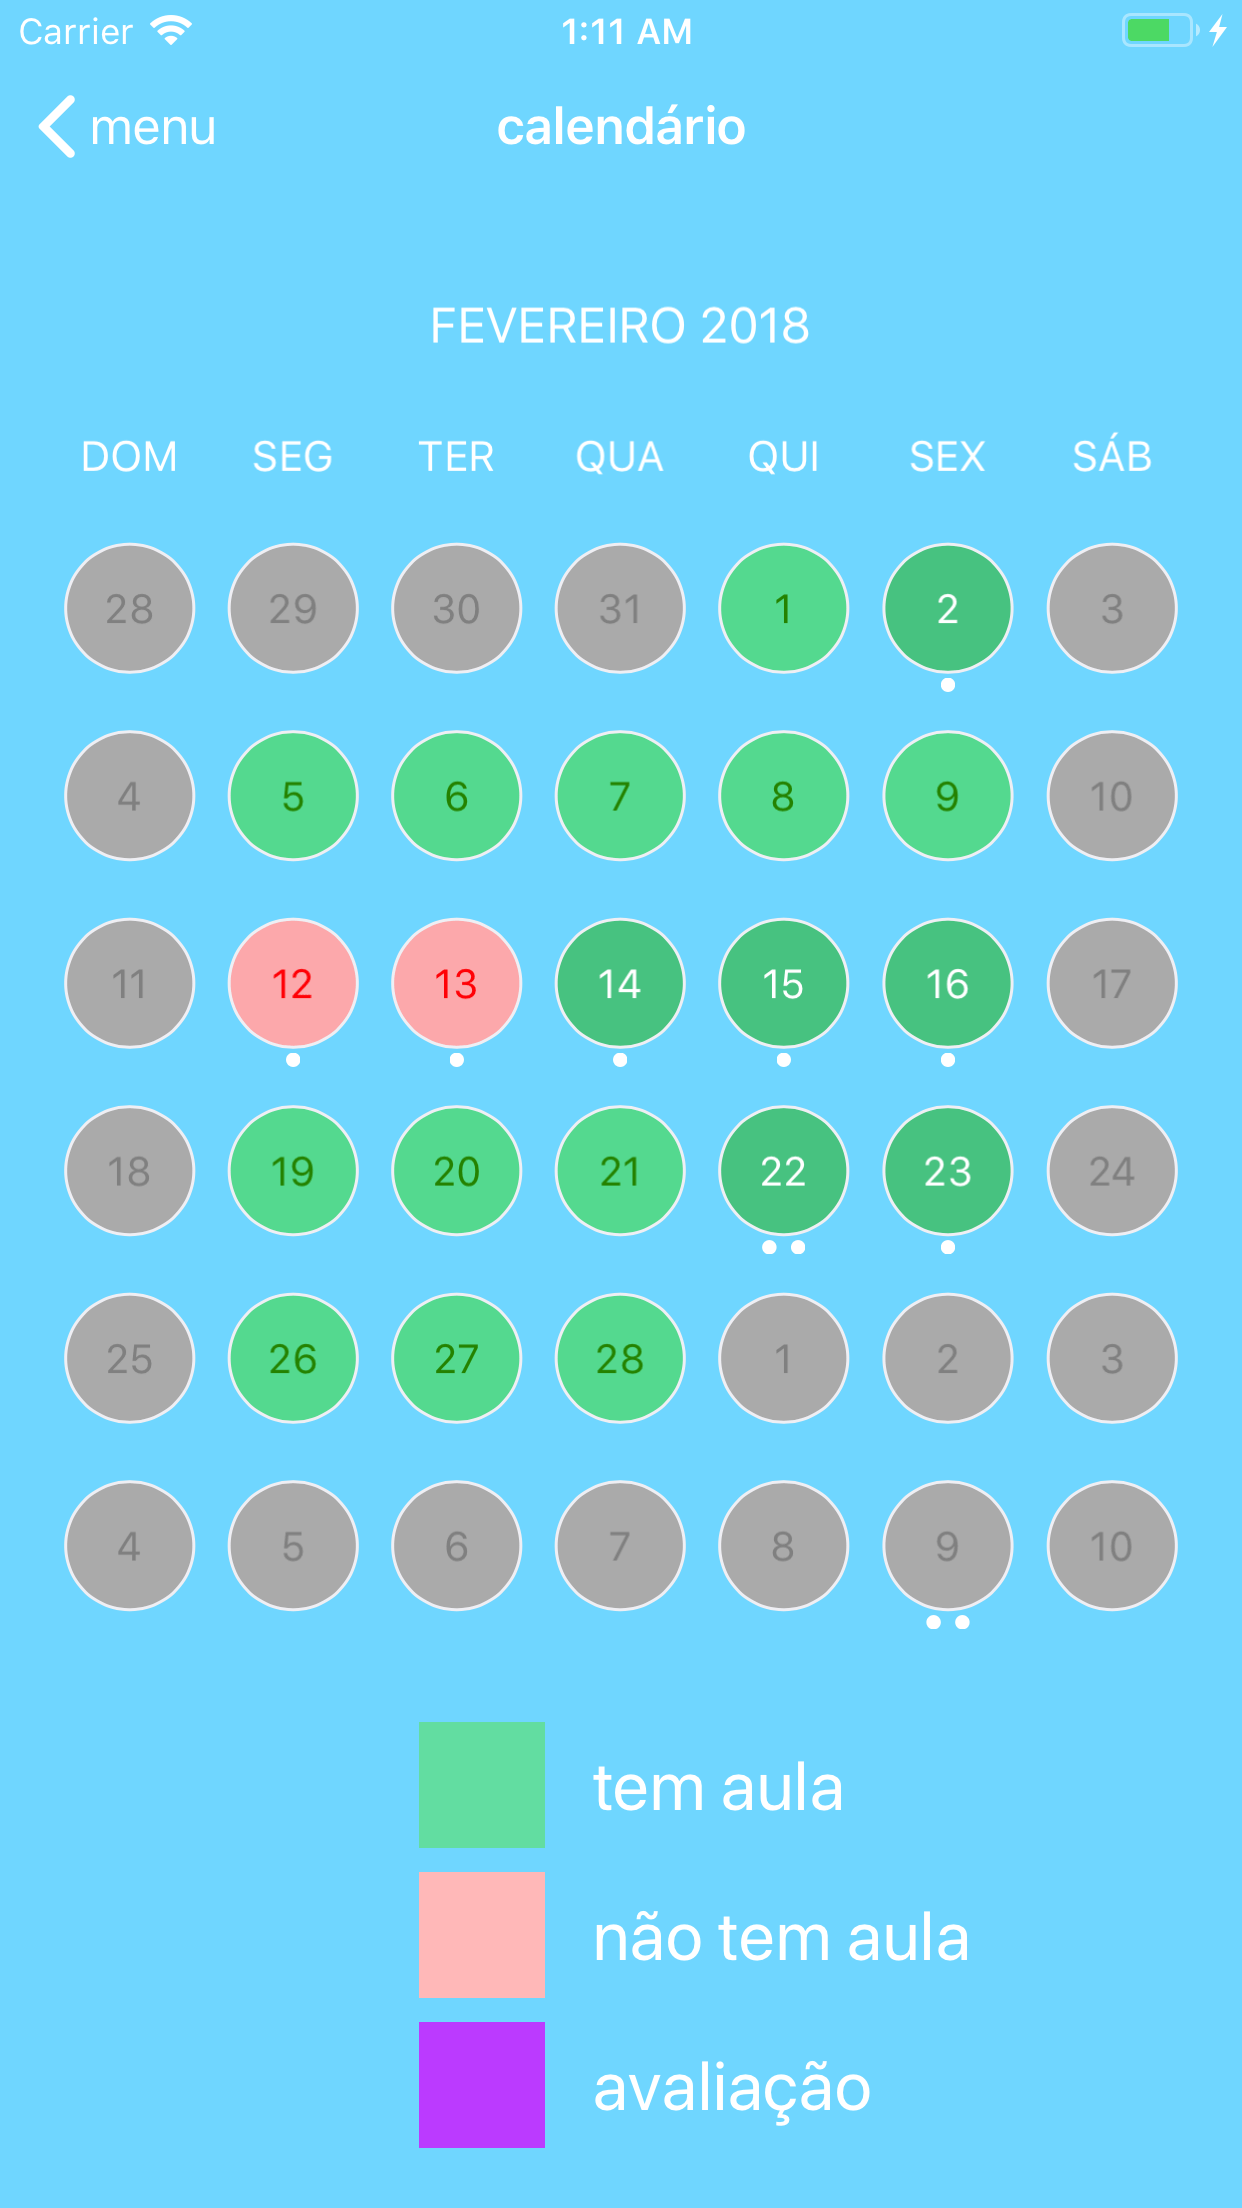 Carrier 1:11 AM
menu calendário
FEVEREIRO 2018
DOM SEG TER QUA QUI SEX SÁB
28 29 30 31 1 2 3
4 5 6 7 8 9 10
11 12 13 14 15 16 17
18 19 20 21 22 23 24
25 26 27 28 1 2 3
4 5 6 7 8 9 10
tem aula
não tem aula
avaliação